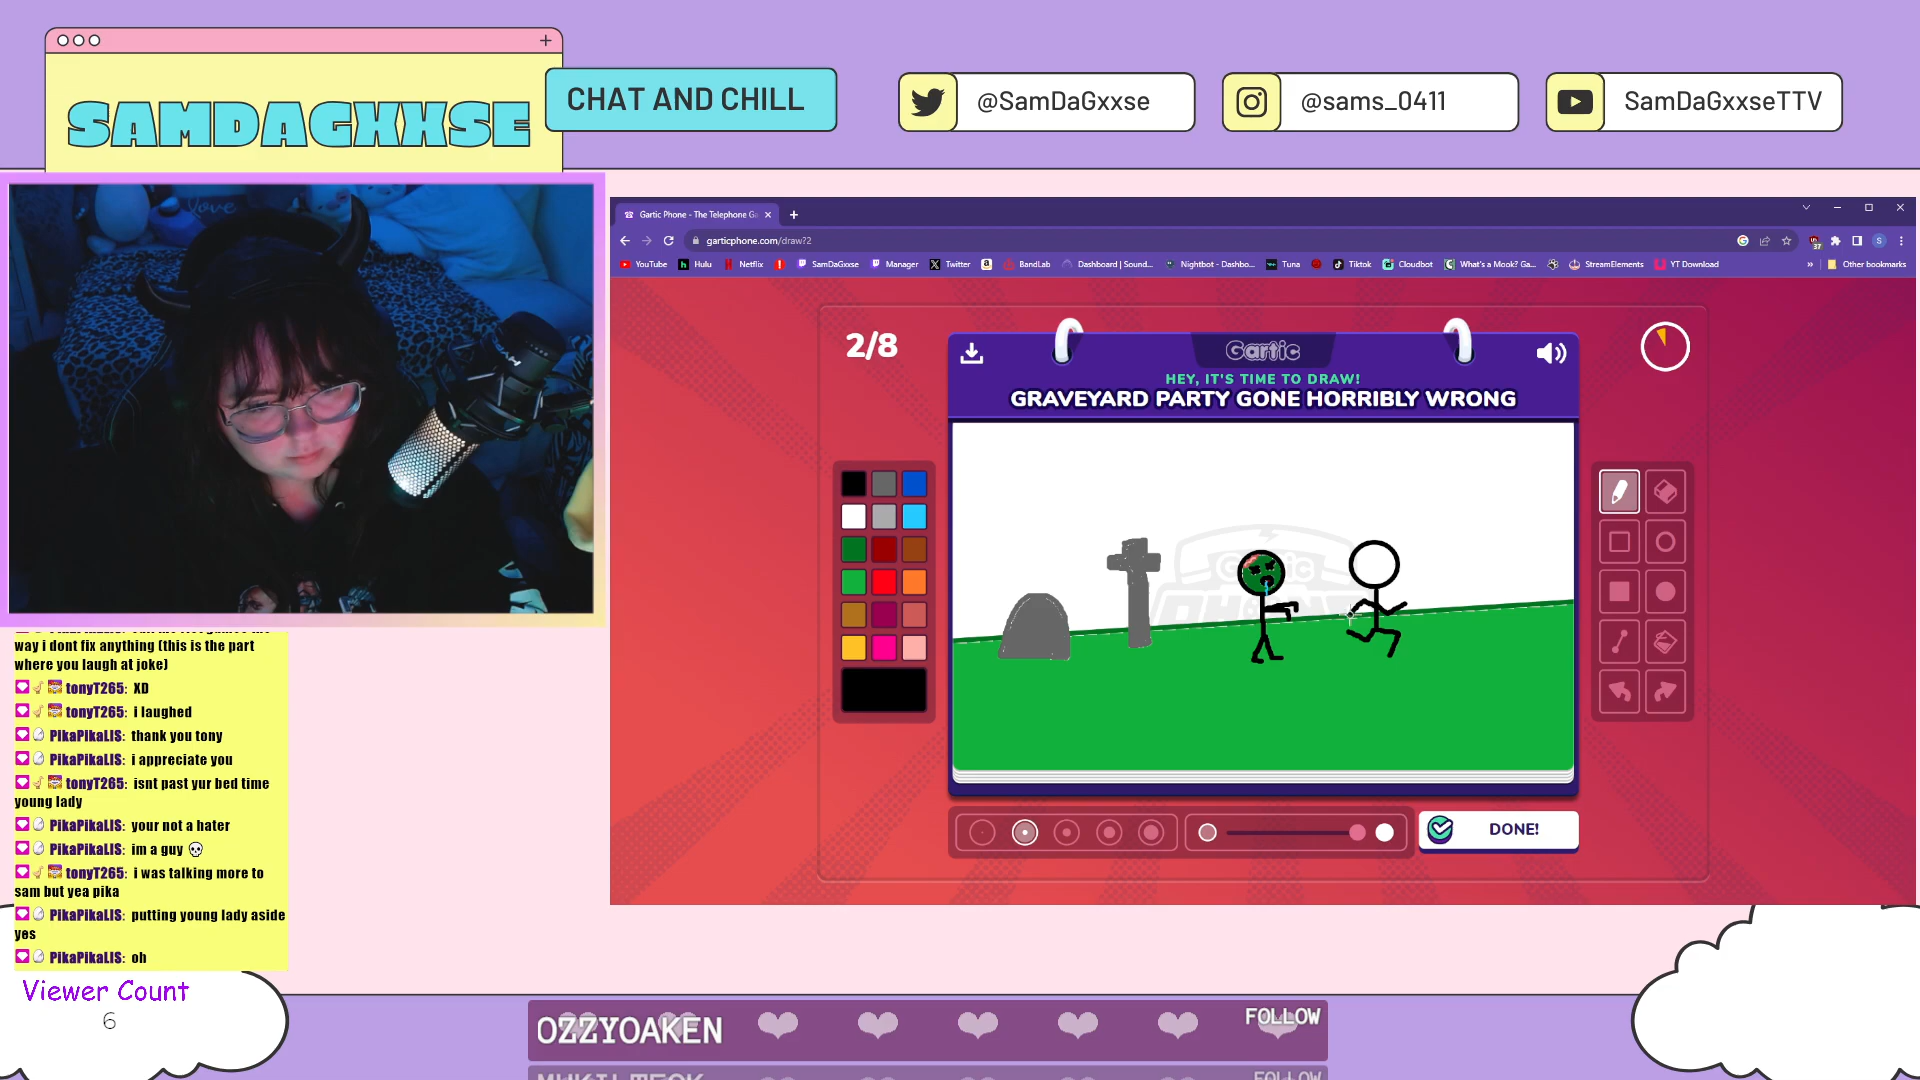 SAMDAGXXSE
CHAT AND CHILL
@SamDaGxxse
@sams_0411
SamDaGxxseTTV
love
Gartic Phone - The Telephone G
garticphone.com/draw?2
YouTube
Hulu
Netflix
SamDaGxxse
Manager
Twitter
BandLab
Dashboard | Sound...
Nightbot - Dashbo...
Tuna
Tiktok
Cloudbot
What's a Mook? Ga...
StreamElements
YT Download
»
Other bookmarks
2/8
Gartic
HEY, IT'S TIME TO DRAW!
GRAVEYARD PARTY GONE HORRIBLY WRONG
DONE!
way i dont fix anything (this is the part
where you laugh at joke)
tonyT265: XD
tonyT265: i laughed
PikaPikaLIS: thank you tony
PikaPikaLIS: i appreciate you
tonyT265: isnt past yur bed time
young lady
PikaPikaLIS: your not a hater
PikaPikaLIS: im a guy 💀
tonyT265: i was talking more to
sam but yea pika
PikaPikaLIS: putting young lady aside
yes
PikaPikaLIS: oh
Viewer Count
6
OZZYOAKEN
FOLLOW
FOLLOW